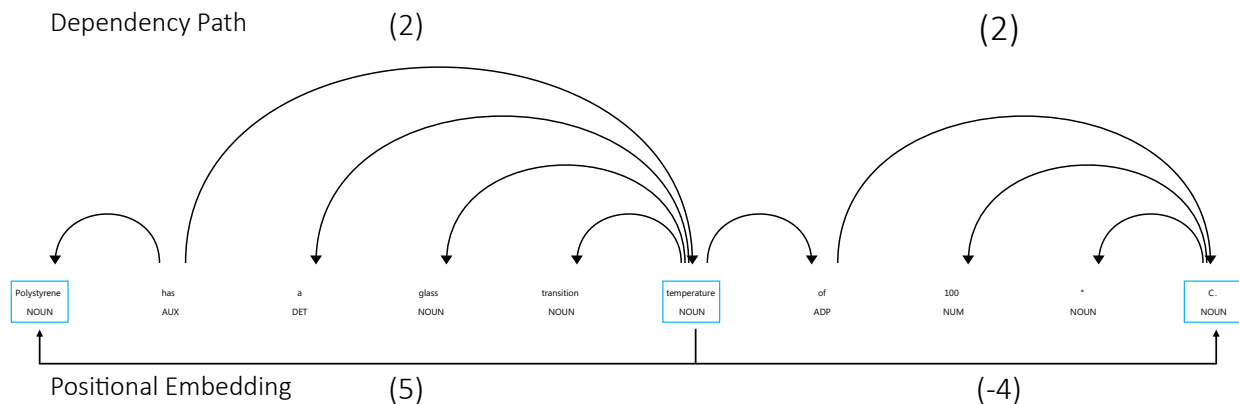 Dependency Path (2) (2)
Polystyrene has a glass transition temperature of 100 ° C.
NOUN AUX DET NOUN NOUN NOUN ADP NUM NOUN NOUN
Positional Embedding (5) (-4)